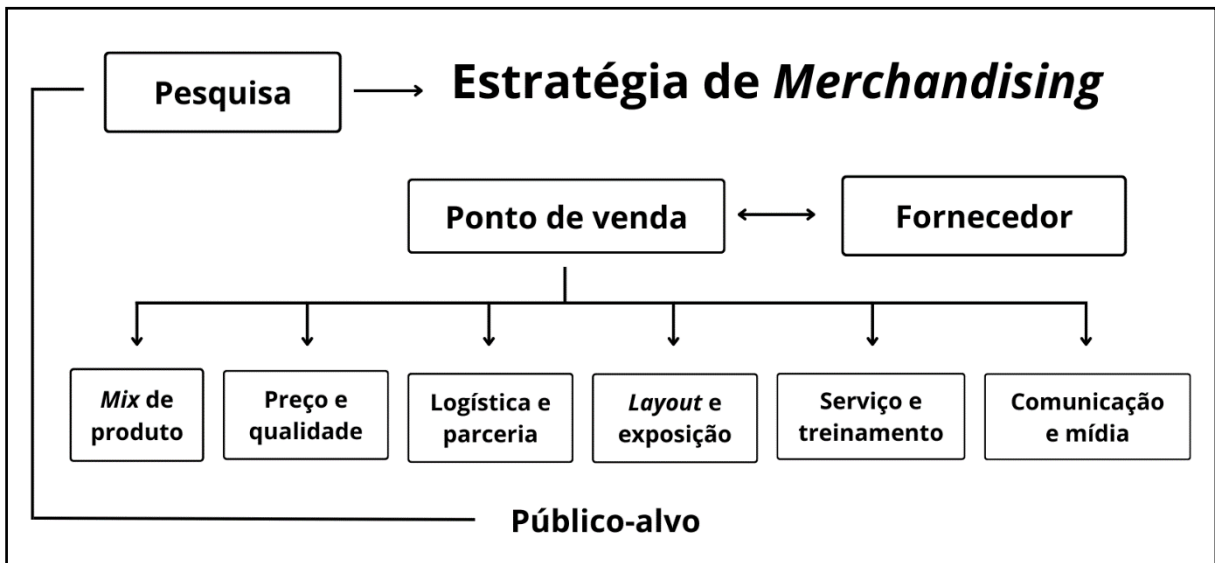 Pesquisa
Estratégia de Merchandising
Ponto de venda
Fornecedor
Mix de
produto
Preço e
qualidade
Logística e
parceria
Layout e
exposição
Serviço e
treinamento
Comunicação
e mídia
Público-alvo